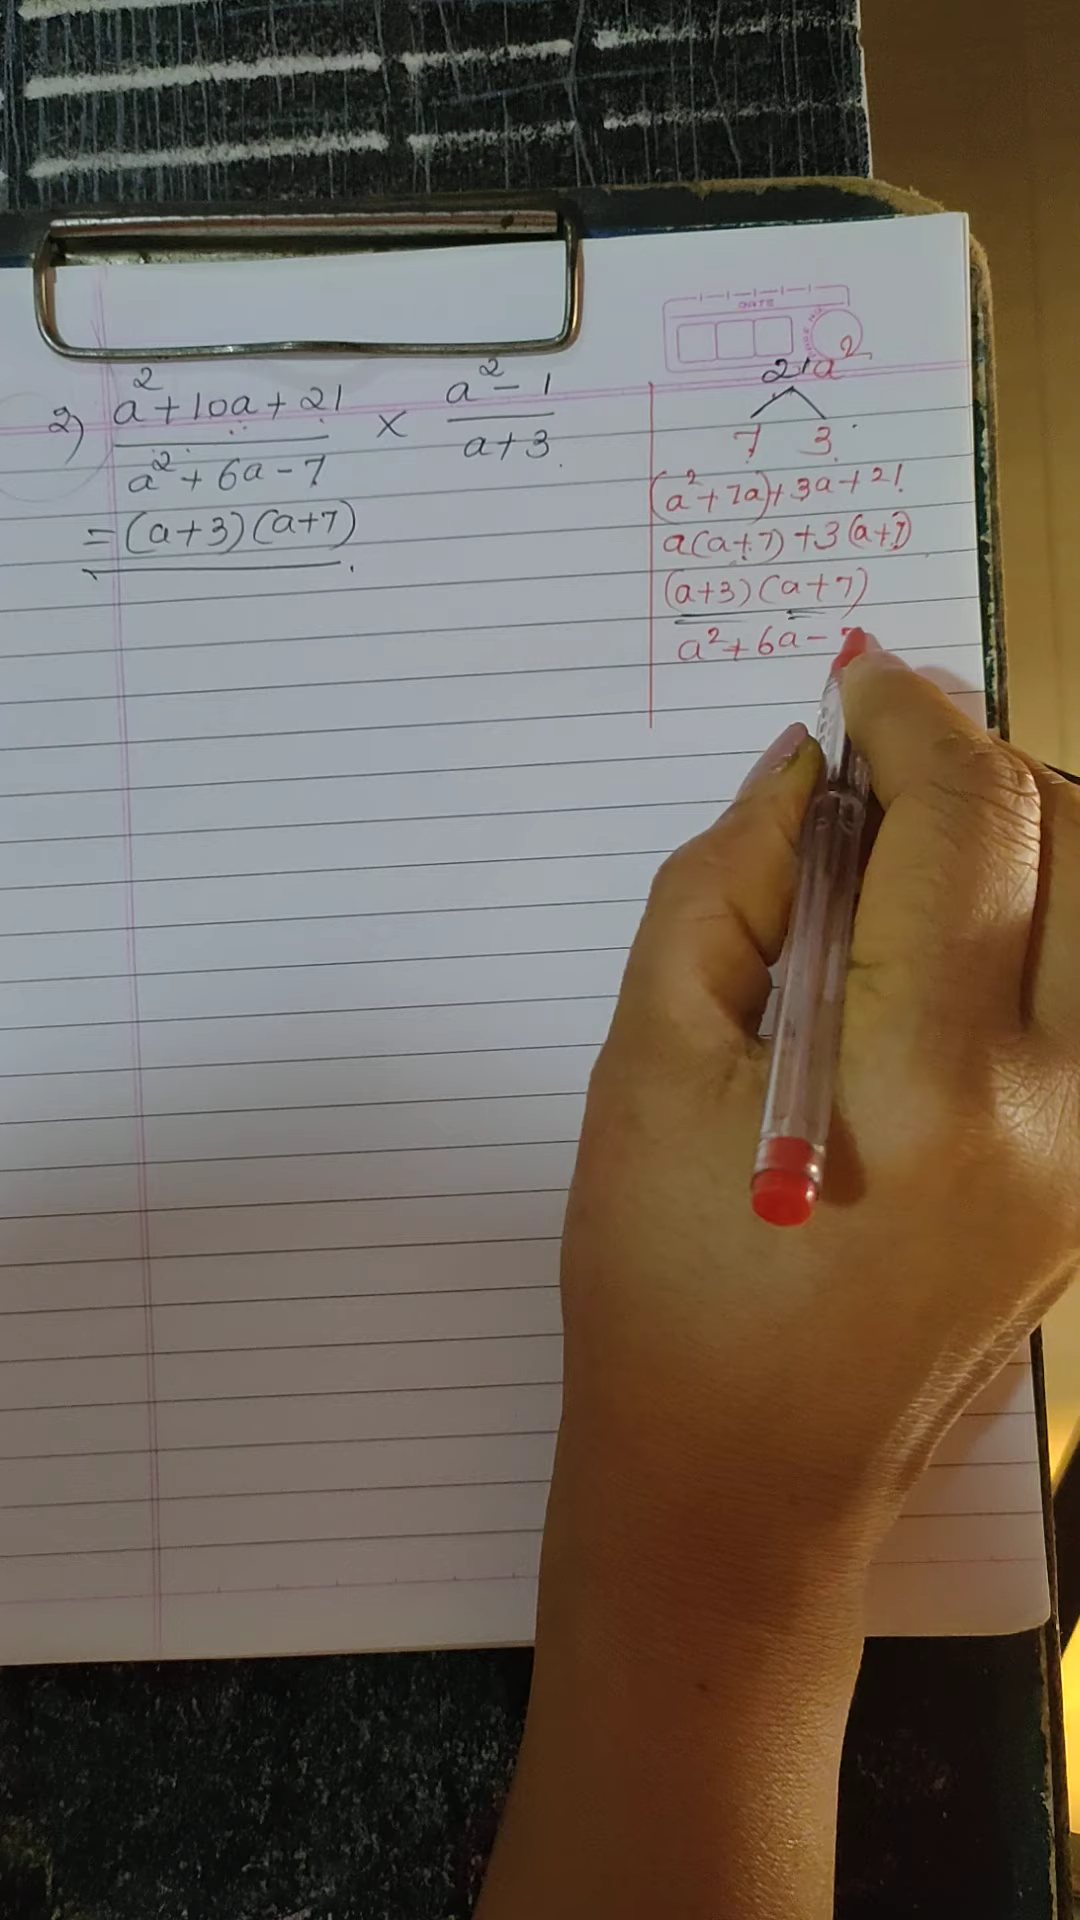 DATE
2) a² + 10a + 21 / a² + 6a - 7 × a² - 1 / a + 3
= (a+3) (a+7)
21a²
7 3
(a² + 7a) + 3a + 21
a(a+7) + 3(a+7)
(a+3) (a+7)
a² + 6a -